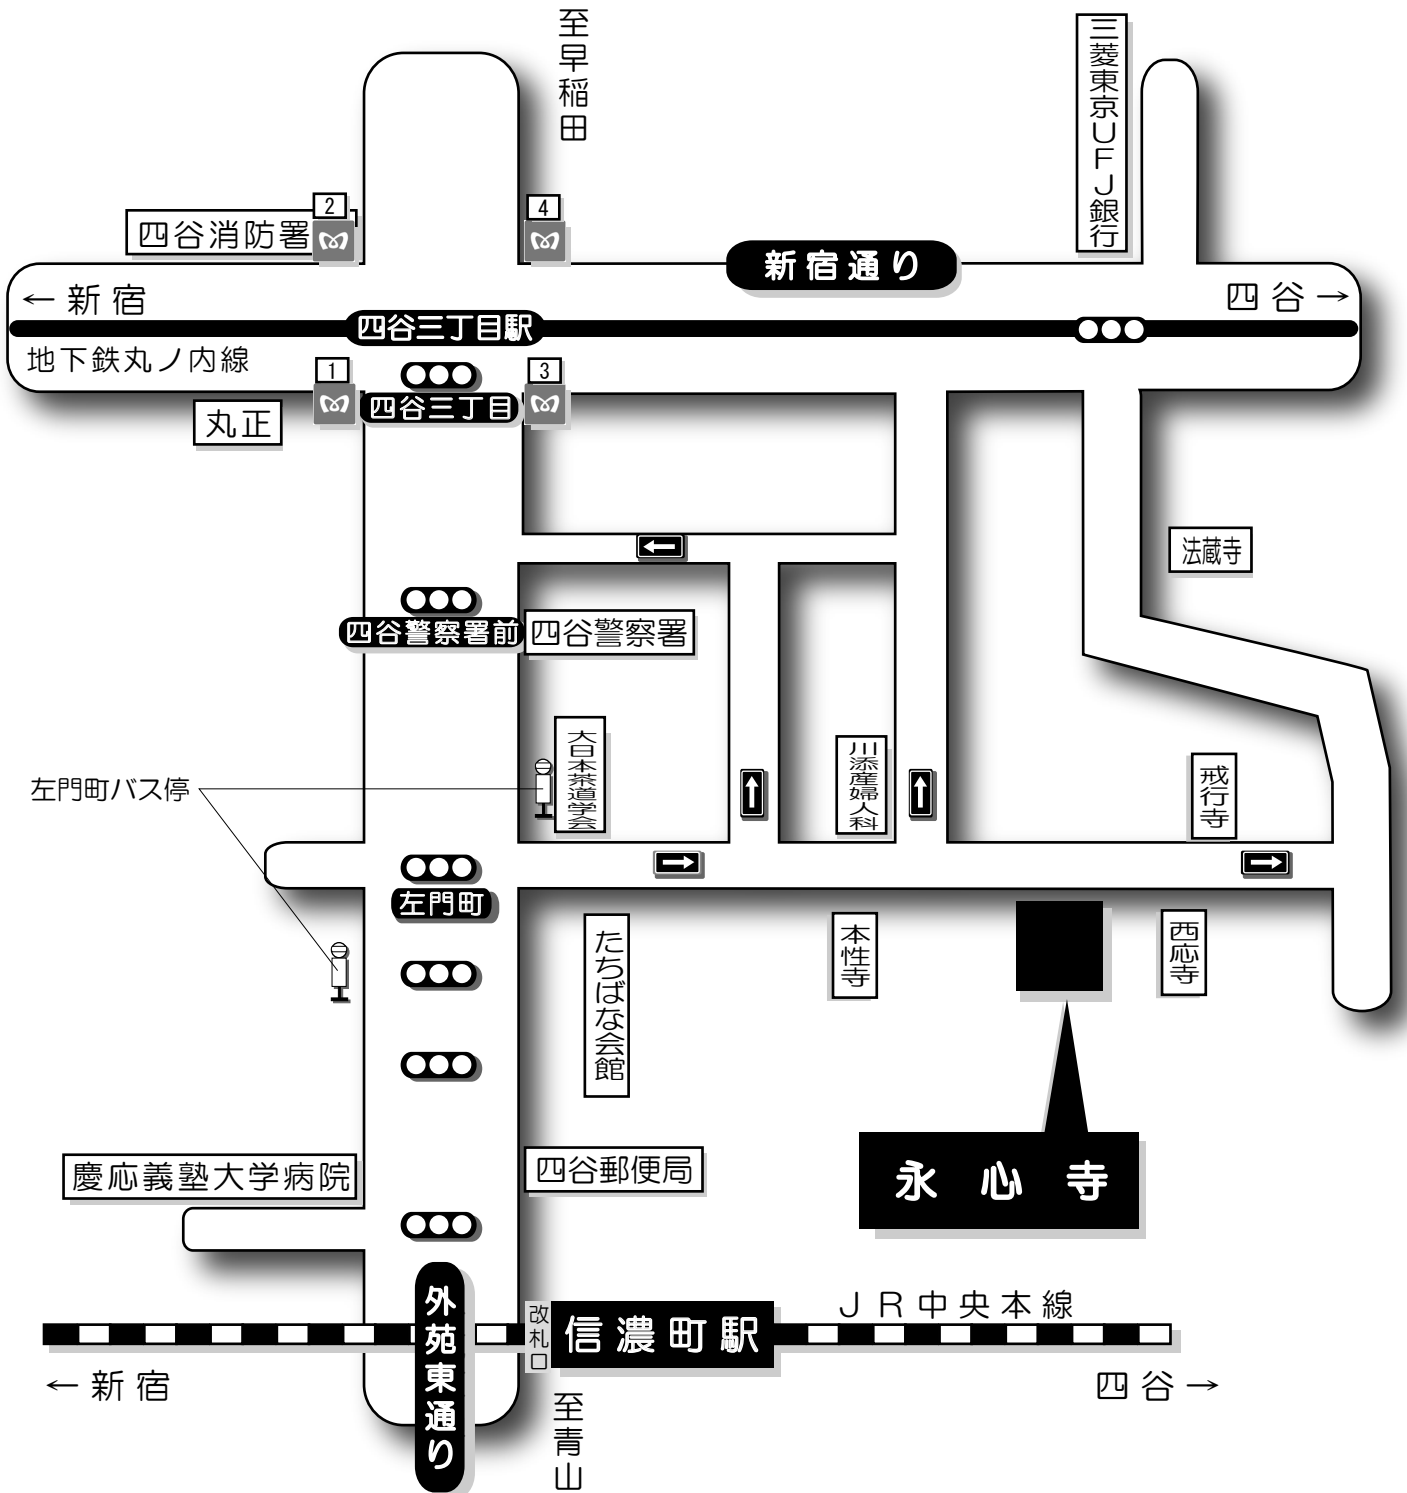 至早稲田
三菱東京UFJ銀行
2
4
四谷消防署
新宿通り
←新宿
四谷→
四谷三丁目駅
地下鉄丸ノ内線
1
3
四谷三丁目
丸正
法蔵寺
四谷警察署前
四谷警察署
大日本茶道学会
川添産婦人科
戒行寺
左門町バス停
左門町
たちばな会館
本性寺
西応寺
慶応義塾大学病院
四谷郵便局
永心寺
外苑東通り
改札口
信濃町駅
JR中央本線
←新宿
四谷→
至青山